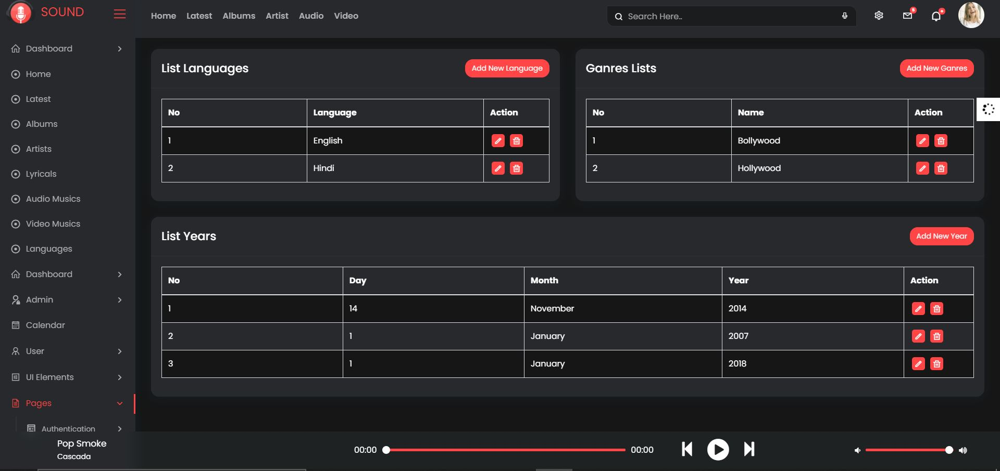 SOUND
Home Latest Albums Artist Audio Video
Search Here..
5
+
Dashboard
Home
Latest
Albums
Artists
Lyricals
Audio Musics
Video Musics
Languages
Dashboard
Admin
Calendar
User
UI Elements
Pages
Authentication
List Languages
Add New Language
No Language Action
1 English
2 Hindi
Ganres Lists
Add New Ganres
No Name Action
1 Bollywood
2 Hollywood
List Years
Add New Year
No Day Month Year Action
1 14 November 2014
2 1 January 2007
3 1 January 2018
Pop Smoke
Cascada
00:00 00:00